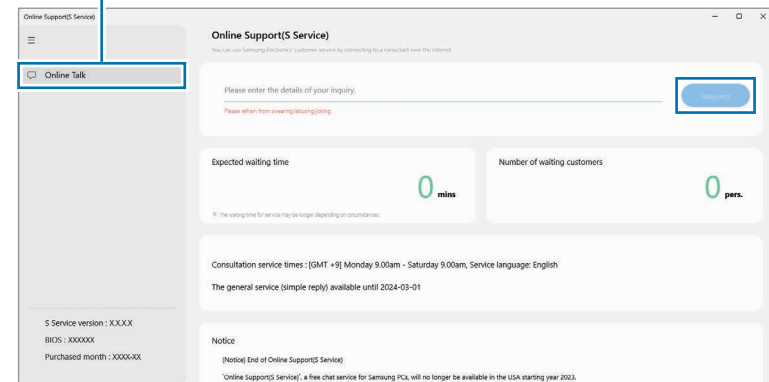 Online Support(S Service)
Online Support(S Service)
You can use Samsung Electronics' customer service by connecting to a consultant over the internet.
Online Talk
Please enter the details of your inquiry.
Request
Please refrain from swearing/abusing/joking.
Expected waiting time
0 mins
※ The waiting time for service may be longer depending on circumstances.
Number of waiting customers
0 pers.
Consultation service times : [GMT +9] Monday 9.00am - Saturday 9.00am, Service language: English
The general service (simple reply) available until 2024-03-01
S Service version : X.X.X.X
BIOS : XXXXXX
Purchased month : XXXX-XX
Notice
(Notice) End of Online Support(S Service)
'Online Support(S Service)', a free chat service for Samsung PCs, will no longer be available in the USA starting year 2023.